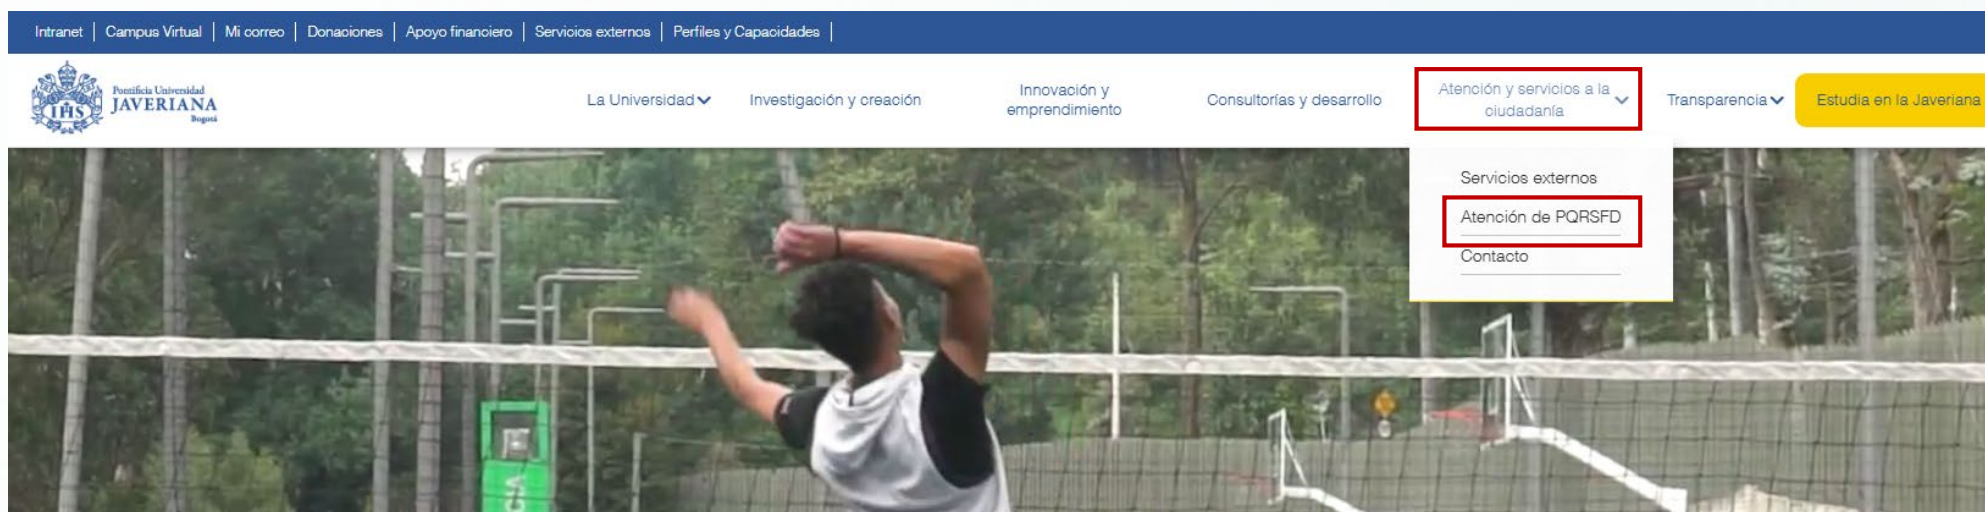 Intranet | Campus Virtual | Mi correo | Donaciones | Apoyo financiero | Servicios externos | Perfiles y Capacidades |
Pontificia Universidad
JAVERIANA
Bogotá
IHS
La Universidad
Investigación y creación
Innovación y
emprendimiento
Consultorías y desarrollo
Atención y servicios a la
ciudadanía
Transparencia
Estudia en la Javeriana
Servicios externos
Atención de PQRSFD
Contacto